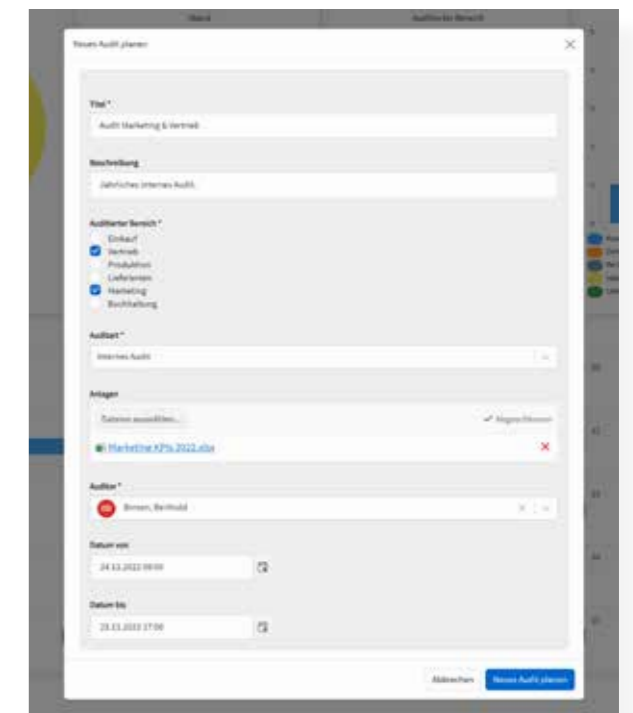 Auditierter Bereich
Neues Audit planen
Titel *
Audit Marketing & Vertrieb
Beschreibung
Jährliches internes Audit.
Auditierter Bereich *
Einkauf
Vertrieb
Produktion
Lieferanten
Marketing
Buchhaltung
Auditart *
Internes Audit
Anlagen
Dateien auswählen...
Abgeschlossen
Marketing KPIs 2022.xlsx
Auditor *
Berthold
Datum von
Datum bis
Abbrechen
Neues Audit planen